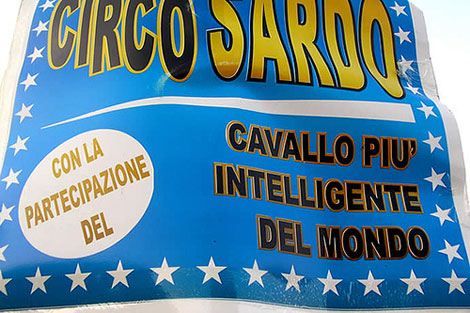 CIRCO SARDO
CON LA
PARTECIPAZIONE
DEL
CAVALLO PIU'
INTELLIGENTE
DEL MONDO